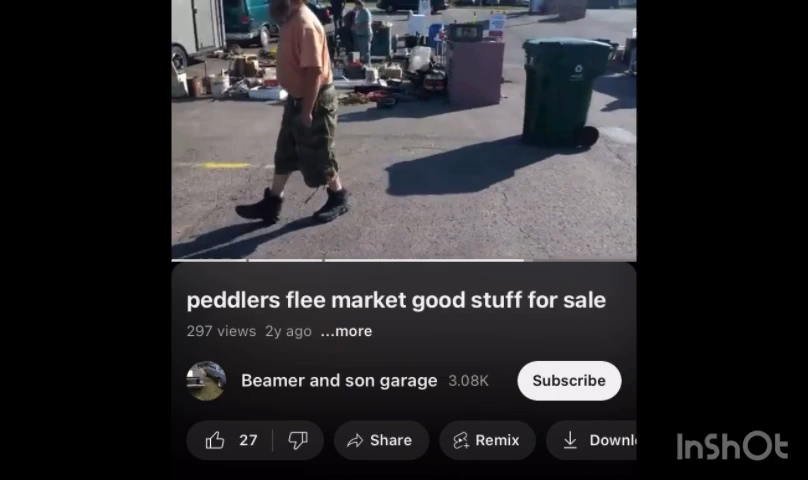 peddlers flee market good stuff for sale
297 views 2y ago ...more
Beamer and son garage 3.08K Subscribe
27 Share Remix Downl
InShOt